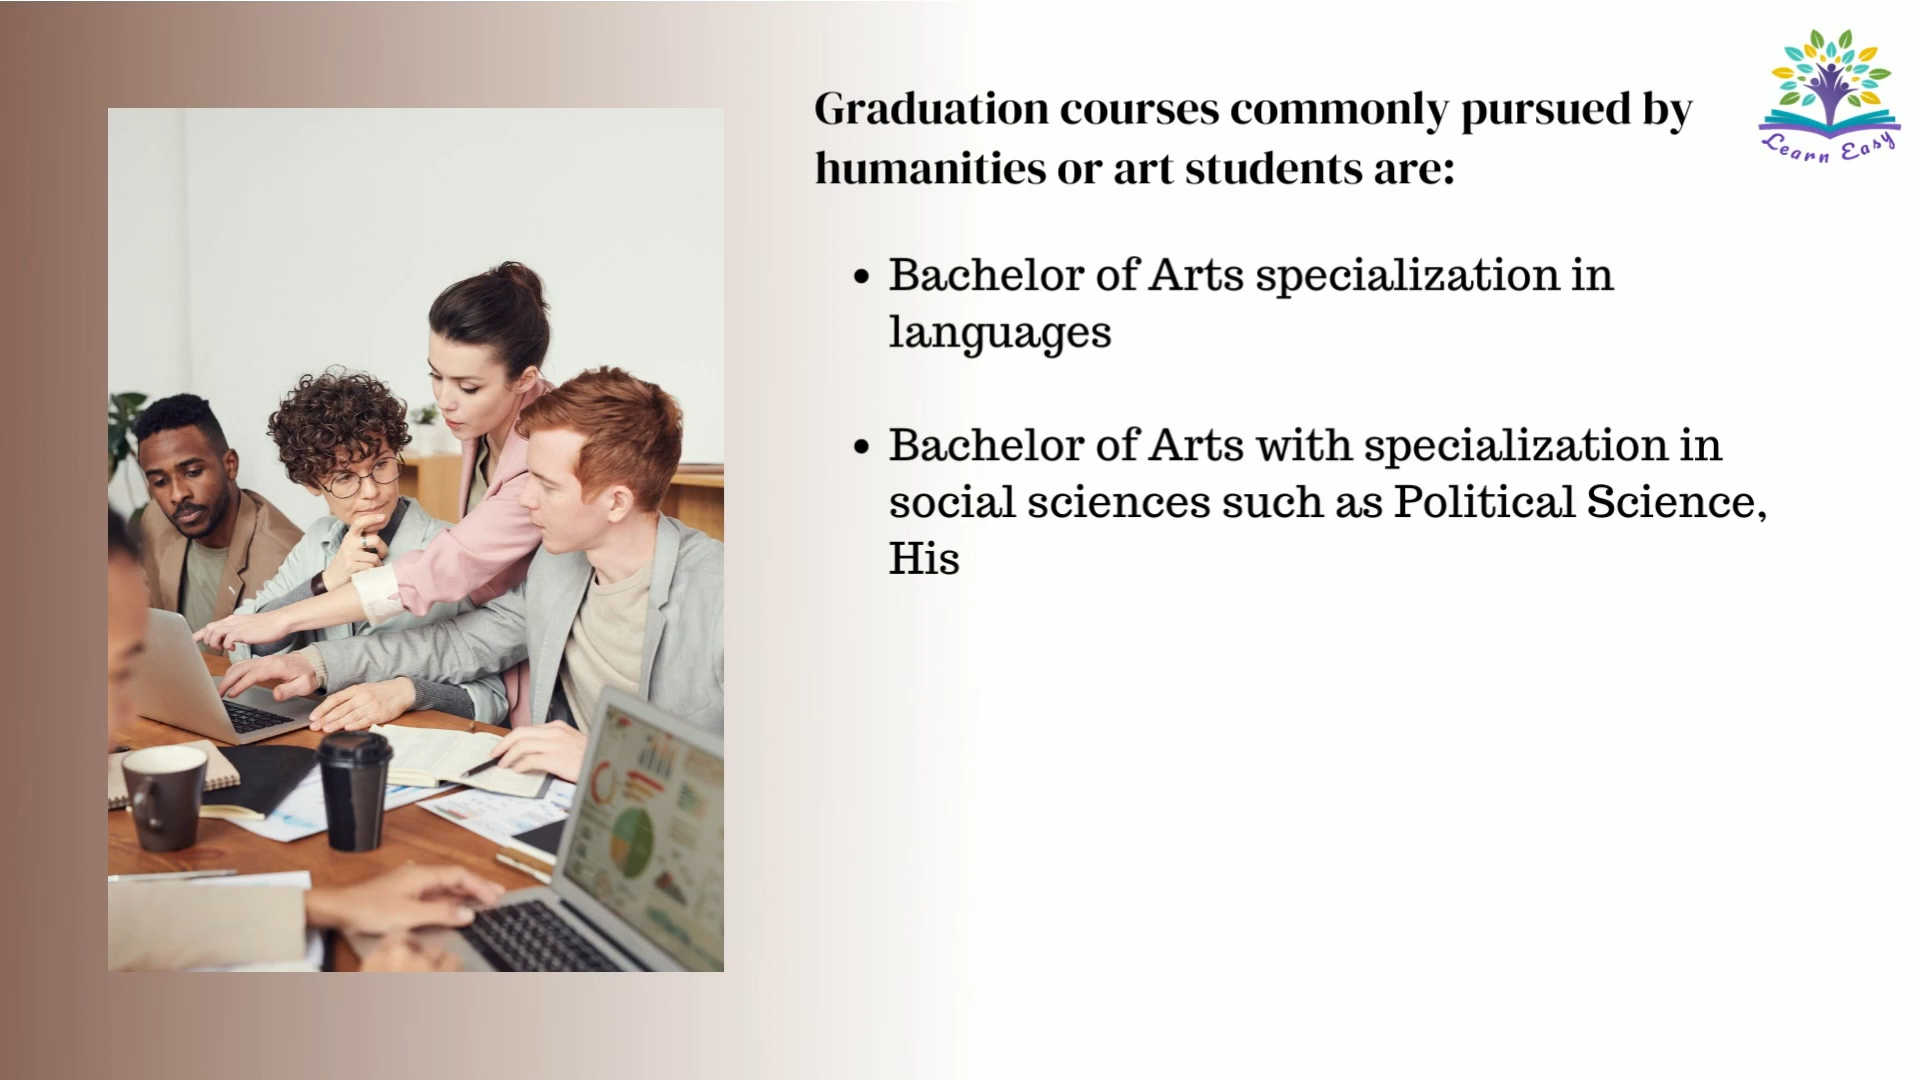 Graduation courses commonly pursued by
humanities or art students are:
• Bachelor of Arts specialization in
languages
• Bachelor of Arts with specialization in
social sciences such as Political Science,
His
Learn Easy